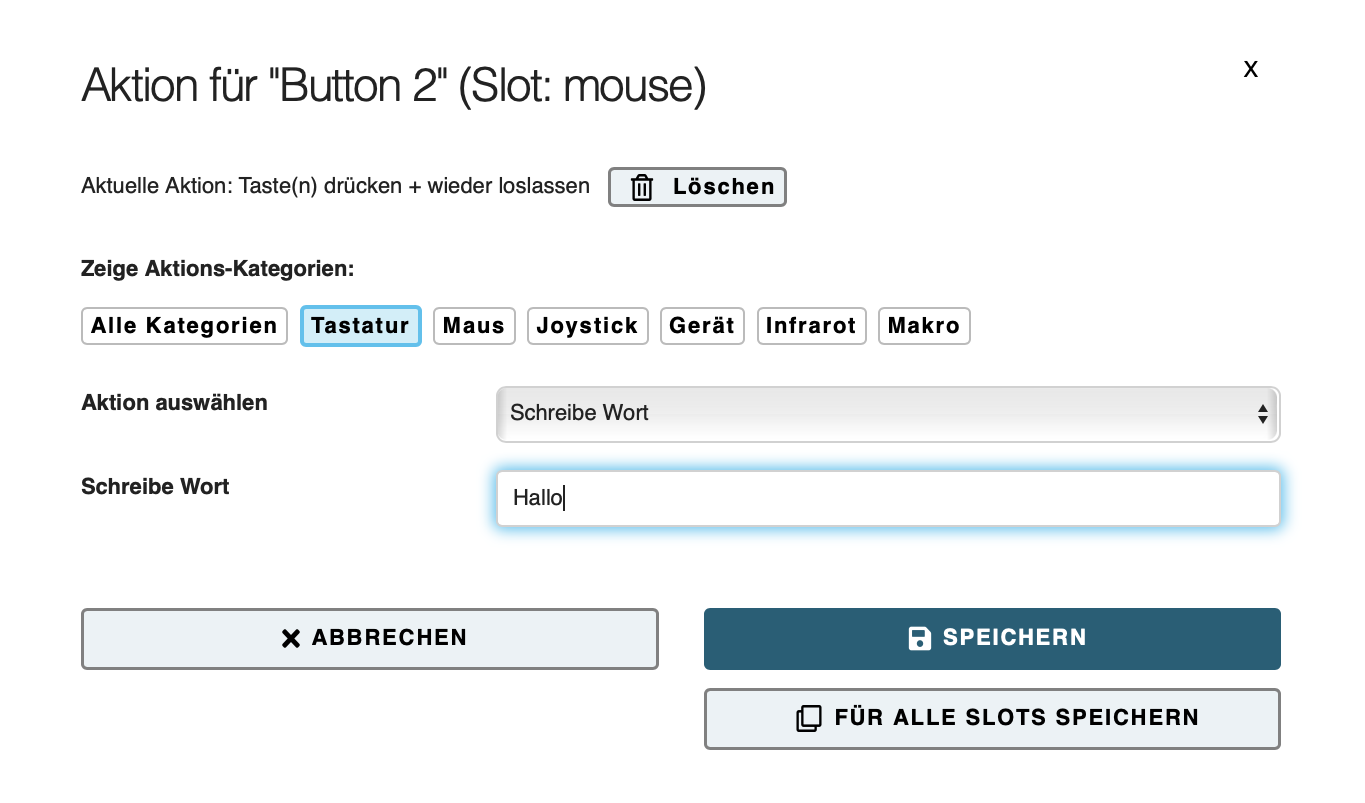 Aktion für "Button 2" (Slot: mouse)
X
Aktuelle Aktion: Taste(n) drücken + wieder loslassen
Löschen
Zeige Aktions-Kategorien:
Alle Kategorien
Tastatur
Maus
Joystick
Gerät
Infrarot
Makro
Aktion auswählen
Schreibe Wort
Schreibe Wort
Hallo
ABBRECHEN
SPEICHERN
FÜR ALLE SLOTS SPEICHERN